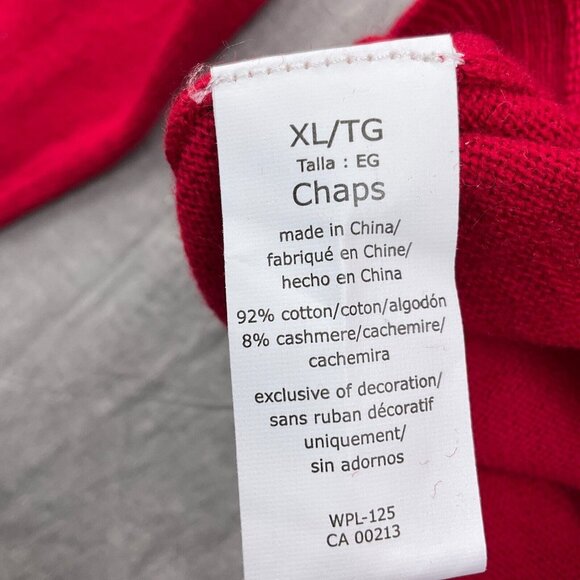 XL/TG
Talla : EG
Chaps
made in China/
fabriqué en Chine/
hecho en China
92% cotton/coton/algodón
8% cashmere/cachemire/
cachemira
exclusive of decoration/
sans ruban décoratif
uniquement/
sin adornos
WPL-125
CA 00213